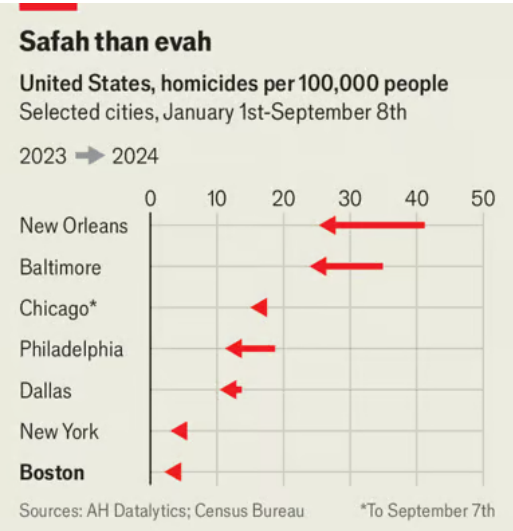 Safah than evah
United States, homicides per 100,000 people
Selected cities, January 1st-September 8th
2023 → 2024
0 10 20 30 40 50
New Orleans
Baltimore
Chicago*
Philadelphia
Dallas
New York
Boston
Sources: AH Datalytics; Census Bureau *To September 7th